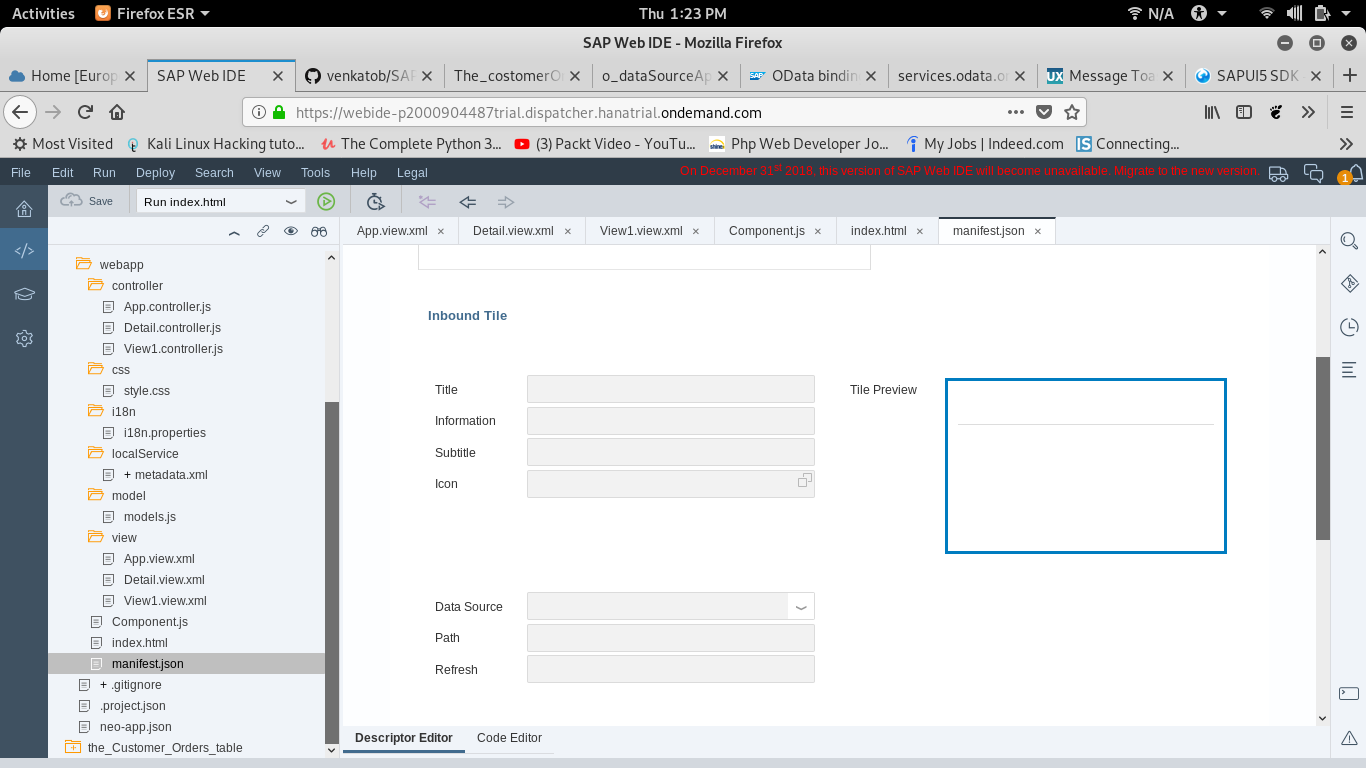 Activities Firefox ESR Thu 1:23 PM N/A
SAP Web IDE - Mozilla Firefox
Home [Europ SAP Web IDE venkatob/SAP The_costomerO o_dataSourceAp OData bindin services.odata.or Message Toa SAPUI5 SDK
https://webide-p2000904487trial.dispatcher.hanatrial.ondemand.com
Most Visited Kali Linux Hacking tuto... The Complete Python 3... (3) Packt Video - YouTu... Php Web Developer Jo... My Jobs | Indeed.com Connecting...
File Edit Run Deploy Search View Tools Help Legal On December 31st 2018, this version of SAP Web IDE will become unavailable. Migrate to the new version. 1
Save Run index.html
App.view.xml Detail.view.xml View1.view.xml Component.js index.html manifest.json
webapp
controller
App.controller.js
Detail.controller.js
View1.controller.js
css
style.css
i18n
i18n.properties
localService
+ metadata.xml
model
models.js
view
App.view.xml
Detail.view.xml
View1.view.xml
Component.js
index.html
manifest.json
+ .gitignore
.project.json
neo-app.json
the_Customer_Orders_table
Inbound Tile
Title
Information
Subtitle
Icon
Tile Preview
Data Source
Path
Refresh
Descriptor Editor Code Editor